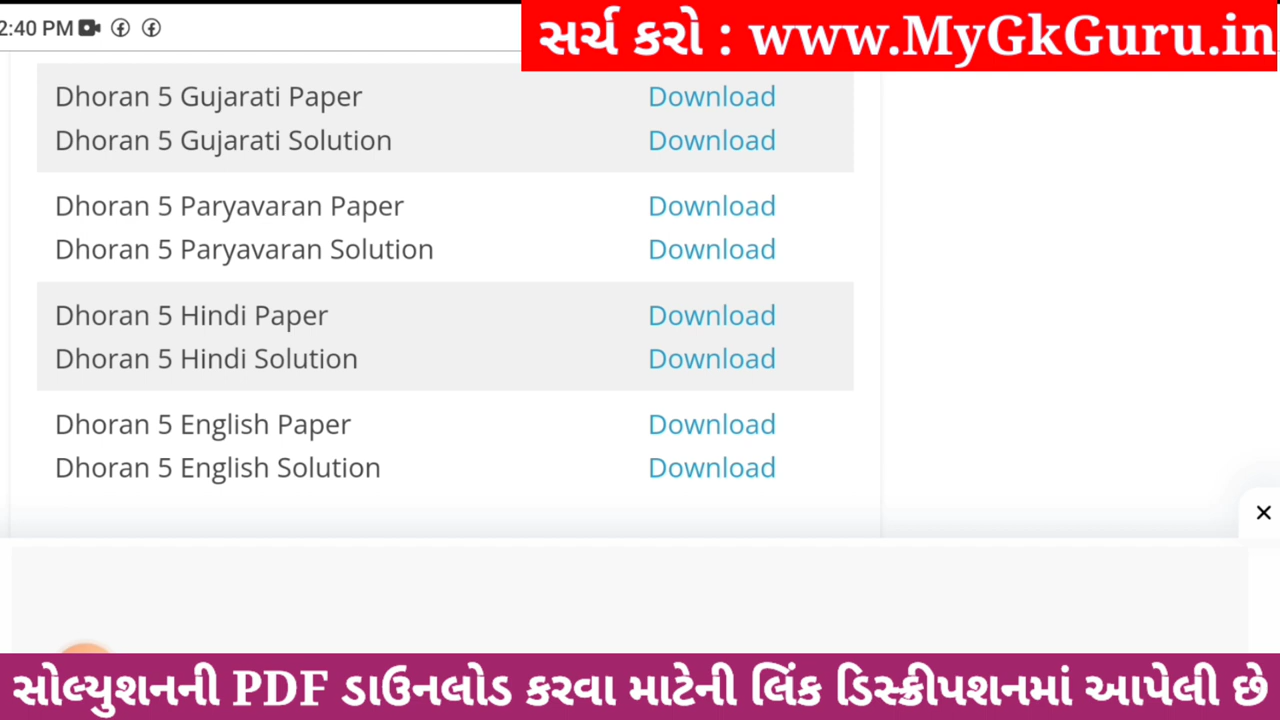 2:40 PM
સર્ચ કરો : www.MyGkGuru.in
Dhoran 5 Gujarati Paper Download
Dhoran 5 Gujarati Solution Download
Dhoran 5 Paryavaran Paper Download
Dhoran 5 Paryavaran Solution Download
Dhoran 5 Hindi Paper Download
Dhoran 5 Hindi Solution Download
Dhoran 5 English Paper Download
Dhoran 5 English Solution Download
સોલ્યુશનની PDF ડાઉનલોડ કરવા માટેની લિંક ડિસ્ક્રીપશનમાં આપેલી છે